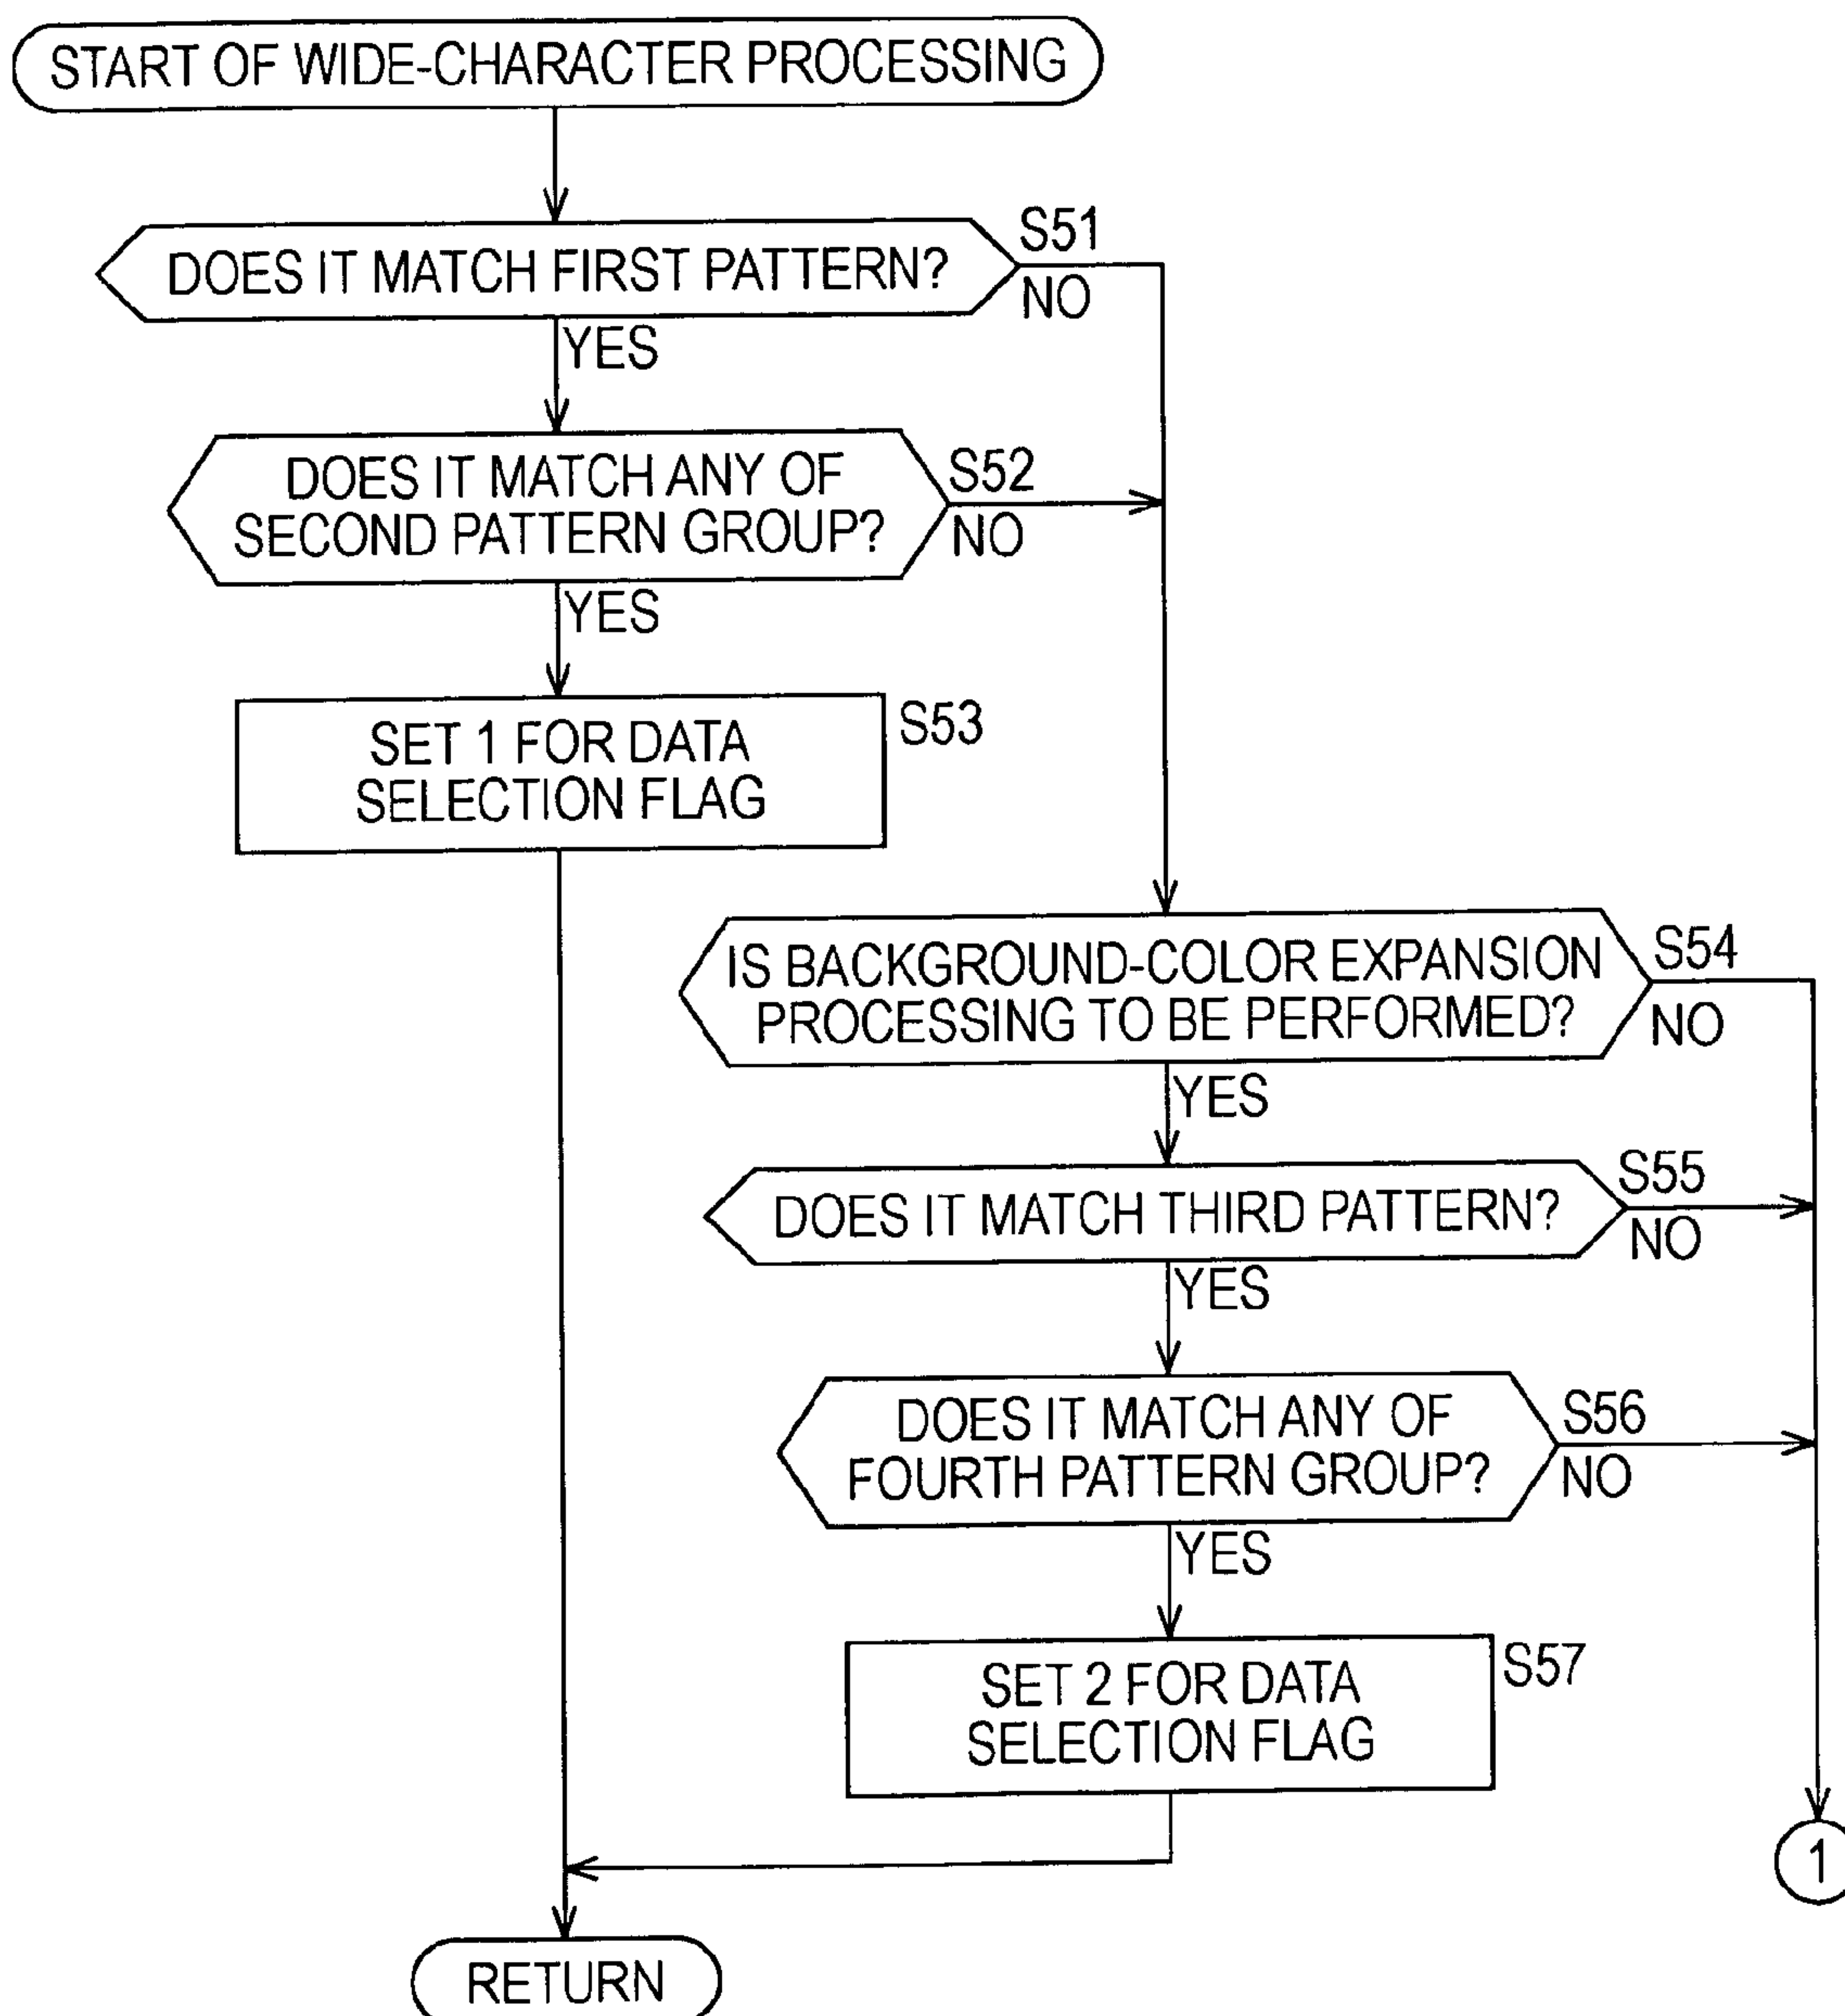 START OF WIDE-CHARACTER PROCESSING
S51
DOES IT MATCH FIRST PATTERN?
NO
YES
DOES IT MATCH ANY OF
SECOND PATTERN GROUP?
S52
NO
YES
SET 1 FOR DATA
SELECTION FLAG
S53
IS BACKGROUND-COLOR EXPANSION
PROCESSING TO BE PERFORMED?
S54
NO
YES
S55
DOES IT MATCH THIRD PATTERN?
NO
YES
DOES IT MATCH ANY OF
FOURTH PATTERN GROUP?
S56
NO
YES
SET 2 FOR DATA
SELECTION FLAG
S57
1
RETURN